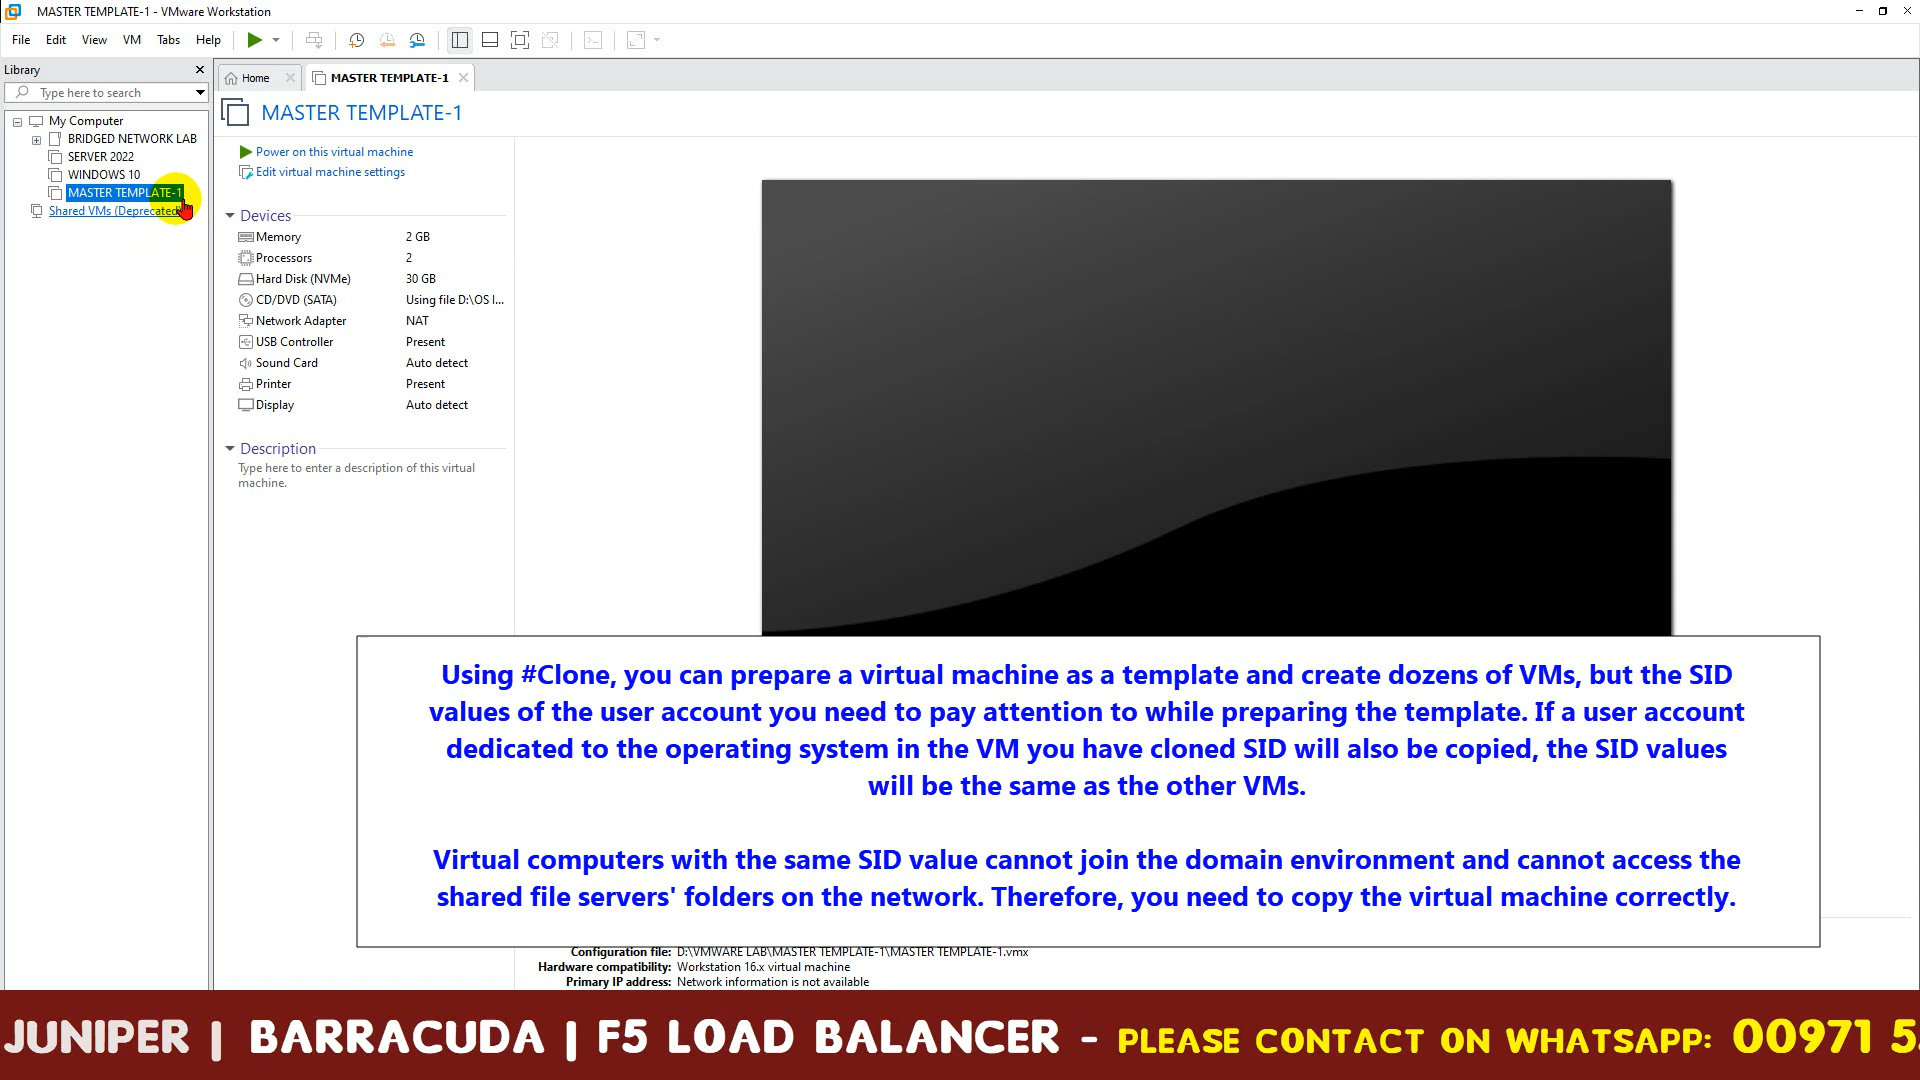 MASTER TEMPLATE-1 - VMware Workstation
File Edit View VM Tabs Help
Library
Type here to search
My Computer
BRIDGED NETWORK LAB
SERVER 2022
WINDOWS 10
MASTER TEMPLATE-1
Shared VMs (Deprecated)
Home
MASTER TEMPLATE-1
MASTER TEMPLATE-1
Power on this virtual machine
Edit virtual machine settings
Devices
Memory 2 GB
Processors 2
Hard Disk (NVMe) 30 GB
CD/DVD (SATA) Using file D:\OS I...
Network Adapter NAT
USB Controller Present
Sound Card Auto detect
Printer Present
Display Auto detect
Description
Type here to enter a description of this virtual
machine.
Using #Clone, you can prepare a virtual machine as a template and create dozens of VMs, but the SID
values of the user account you need to pay attention to while preparing the template. If a user account
dedicated to the operating system in the VM you have cloned SID will also be copied, the SID values
will be the same as the other VMs.
Virtual computers with the same SID value cannot join the domain environment and cannot access the
shared file servers' folders on the network. Therefore, you need to copy the virtual machine correctly.
Configuration file: D:\VMWARE LAB\MASTER TEMPLATE-1\MASTER TEMPLATE-1.vmx
Hardware compatibility: Workstation 16.x virtual machine
Primary IP address: Network information is not available
JUNIPER | BARRACUDA | F5 LOAD BALANCER - PLEASE CONTACT ON WHATSAPP: 00971 5